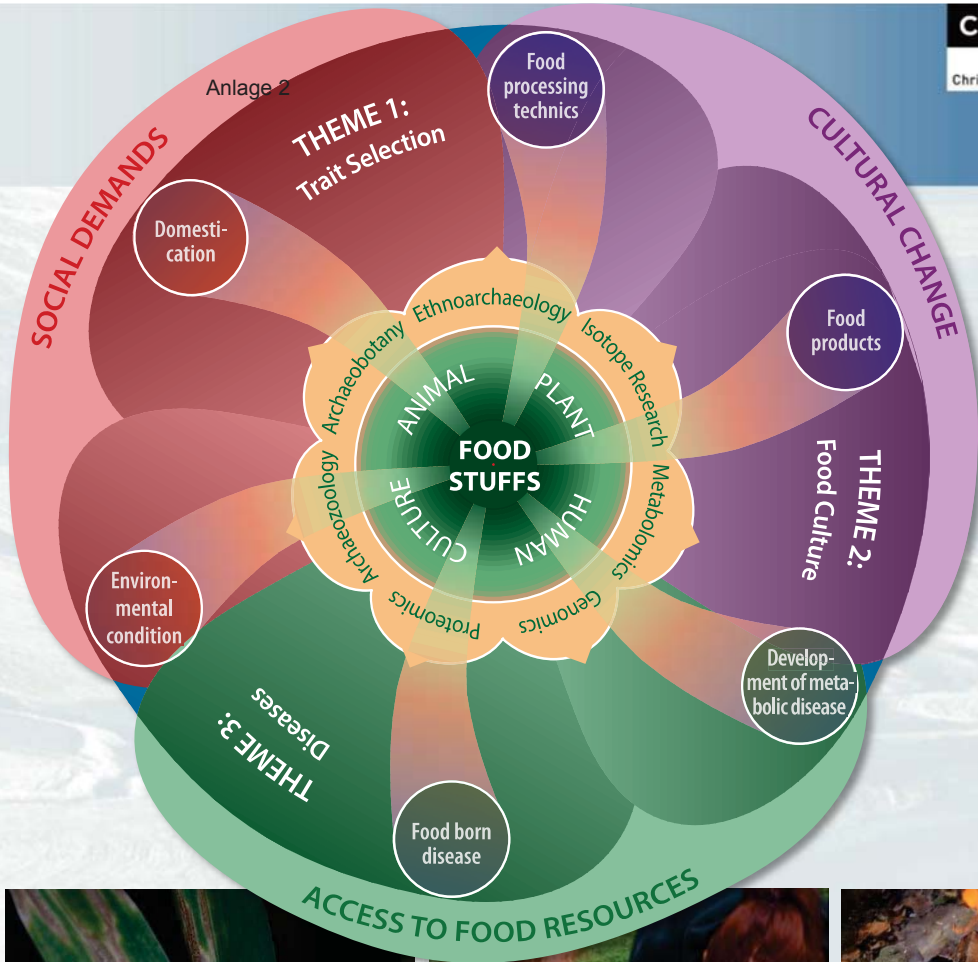 Anlage 2
C
Chri
SOCIAL DEMANDS
CULTURAL CHANGE
ACCESS TO FOOD RESOURCES
THEME 1:
Trait Selection
THEME 2:
Food Culture
THEME 3:
Diseases
Food
processing
technics
Domesti-
cation
Food
products
Environ-
mental
condition
Develop-
ment of meta-
bolic disease
Food born
disease
Ethnoarchaeology
Isotope Research
Metabolomics
Genomics
Proteomics
Archaeozoology
Archaeobotany
ANIMAL
PLANT
HUMAN
CULTURE
FOOD
STUFFS